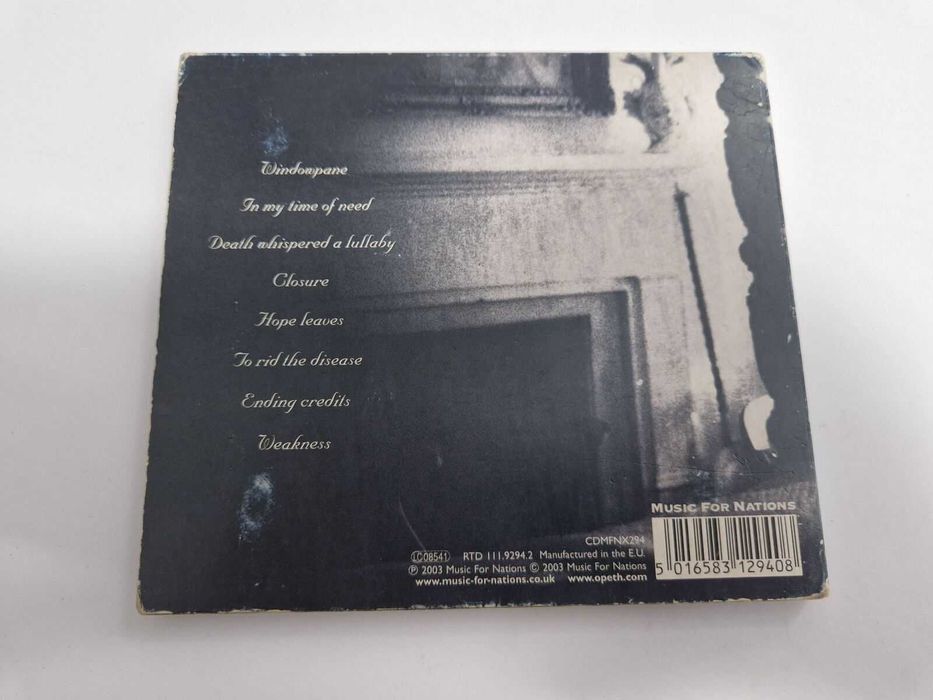 Windowpane
In my time of need
Death whispered a lullaby
Closure
Hope leaves
To rid the disease
Ending credits
Weakness
MUSIC FOR NATIONS
CDMFNX294
LC 08541 RTD 111.9294.2 Manufactured in the E.U.
℗ 2003 Music For Nations © 2003 Music For Nations
www.music-for-nations.co.uk www.opeth.com
5 016583 129408